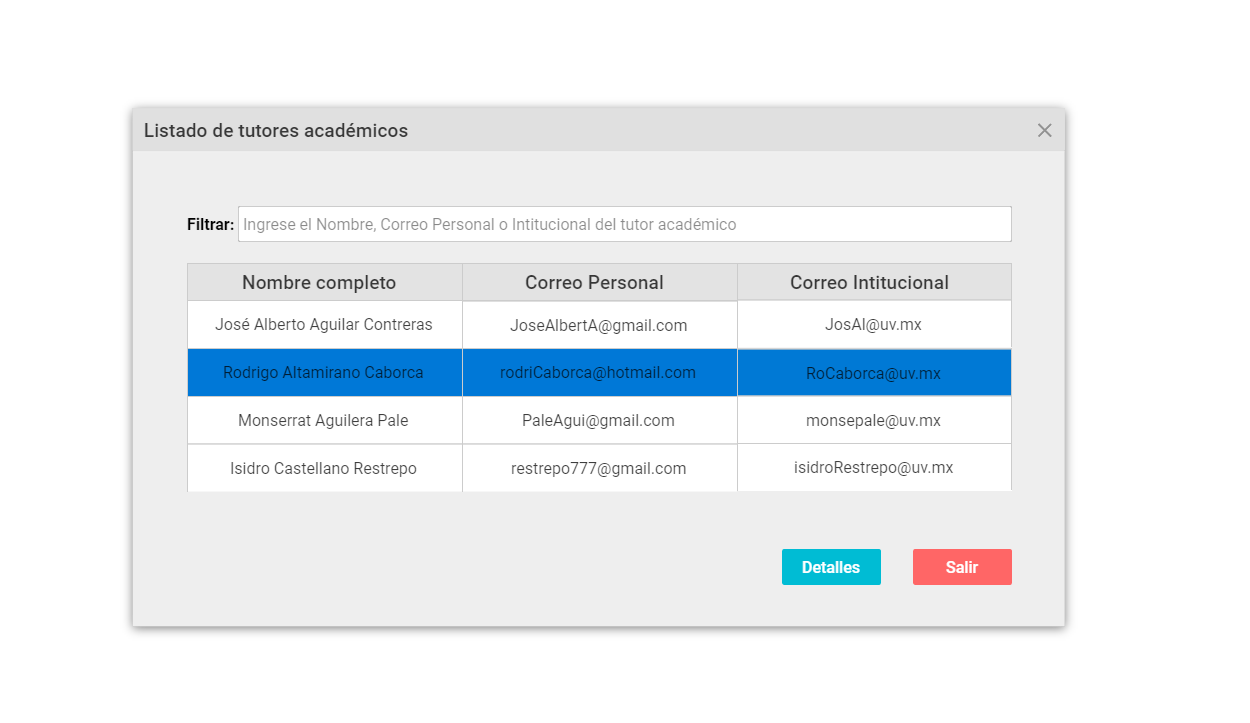 Listado de tutores académicos
Filtrar: Ingrese el Nombre, Correo Personal o Intitucional del tutor académico
Nombre completo Correo Personal Correo Intitucional
José Alberto Aguilar Contreras JoseAlbertA@gmail.com JosAl@uv.mx
Rodrigo Altamirano Caborca rodriCaborca@hotmail.com RoCaborca@uv.mx
Monserrat Aguilera Pale PaleAgui@gmail.com monsepale@uv.mx
Isidro Castellano Restrepo restrepo777@gmail.com isidroRestrepo@uv.mx
Detalles Salir